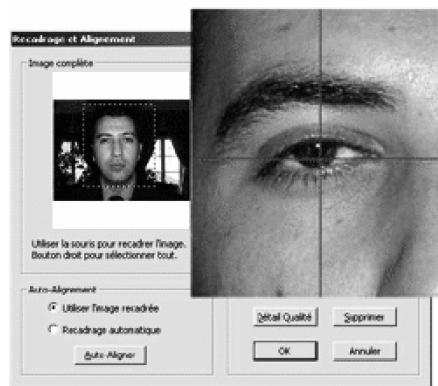 Recadrage et Alignement
Image complète
Utiliser la souris pour recadrer l'image.
Bouton droit pour sélectionner tout.
Auto-Alignement
Utiliser l'image recadrée
Recadrage automatique
Auto-Aligner
Détail Qualité
Supprimer
OK
Annuler